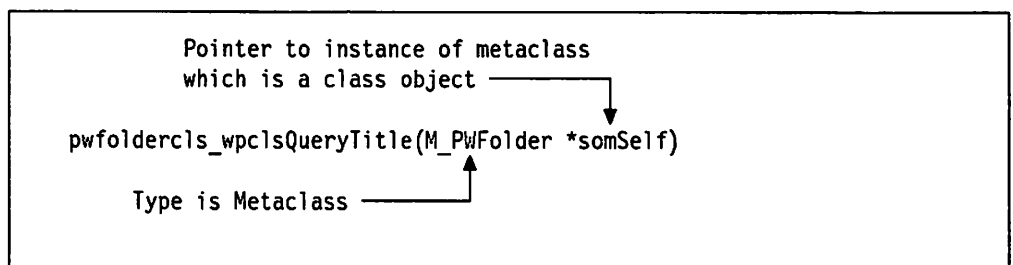 Pointer to instance of metaclass
which is a class object
pwfoldercls_wpclsQueryTitle(M_PWFolder *somSelf)
Type is Metaclass